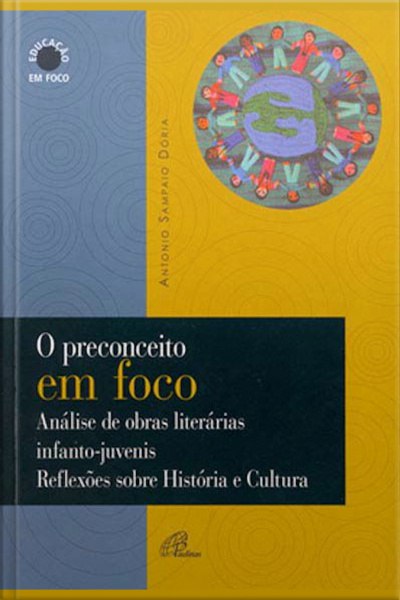 EDUCAÇÃO
EM FOCO
ANTONIO SAMPAIO DÓRIA
O preconceito
em foco
Análise de obras literárias
infanto-juvenis
Reflexões sobre História e Cultura
Paulinas